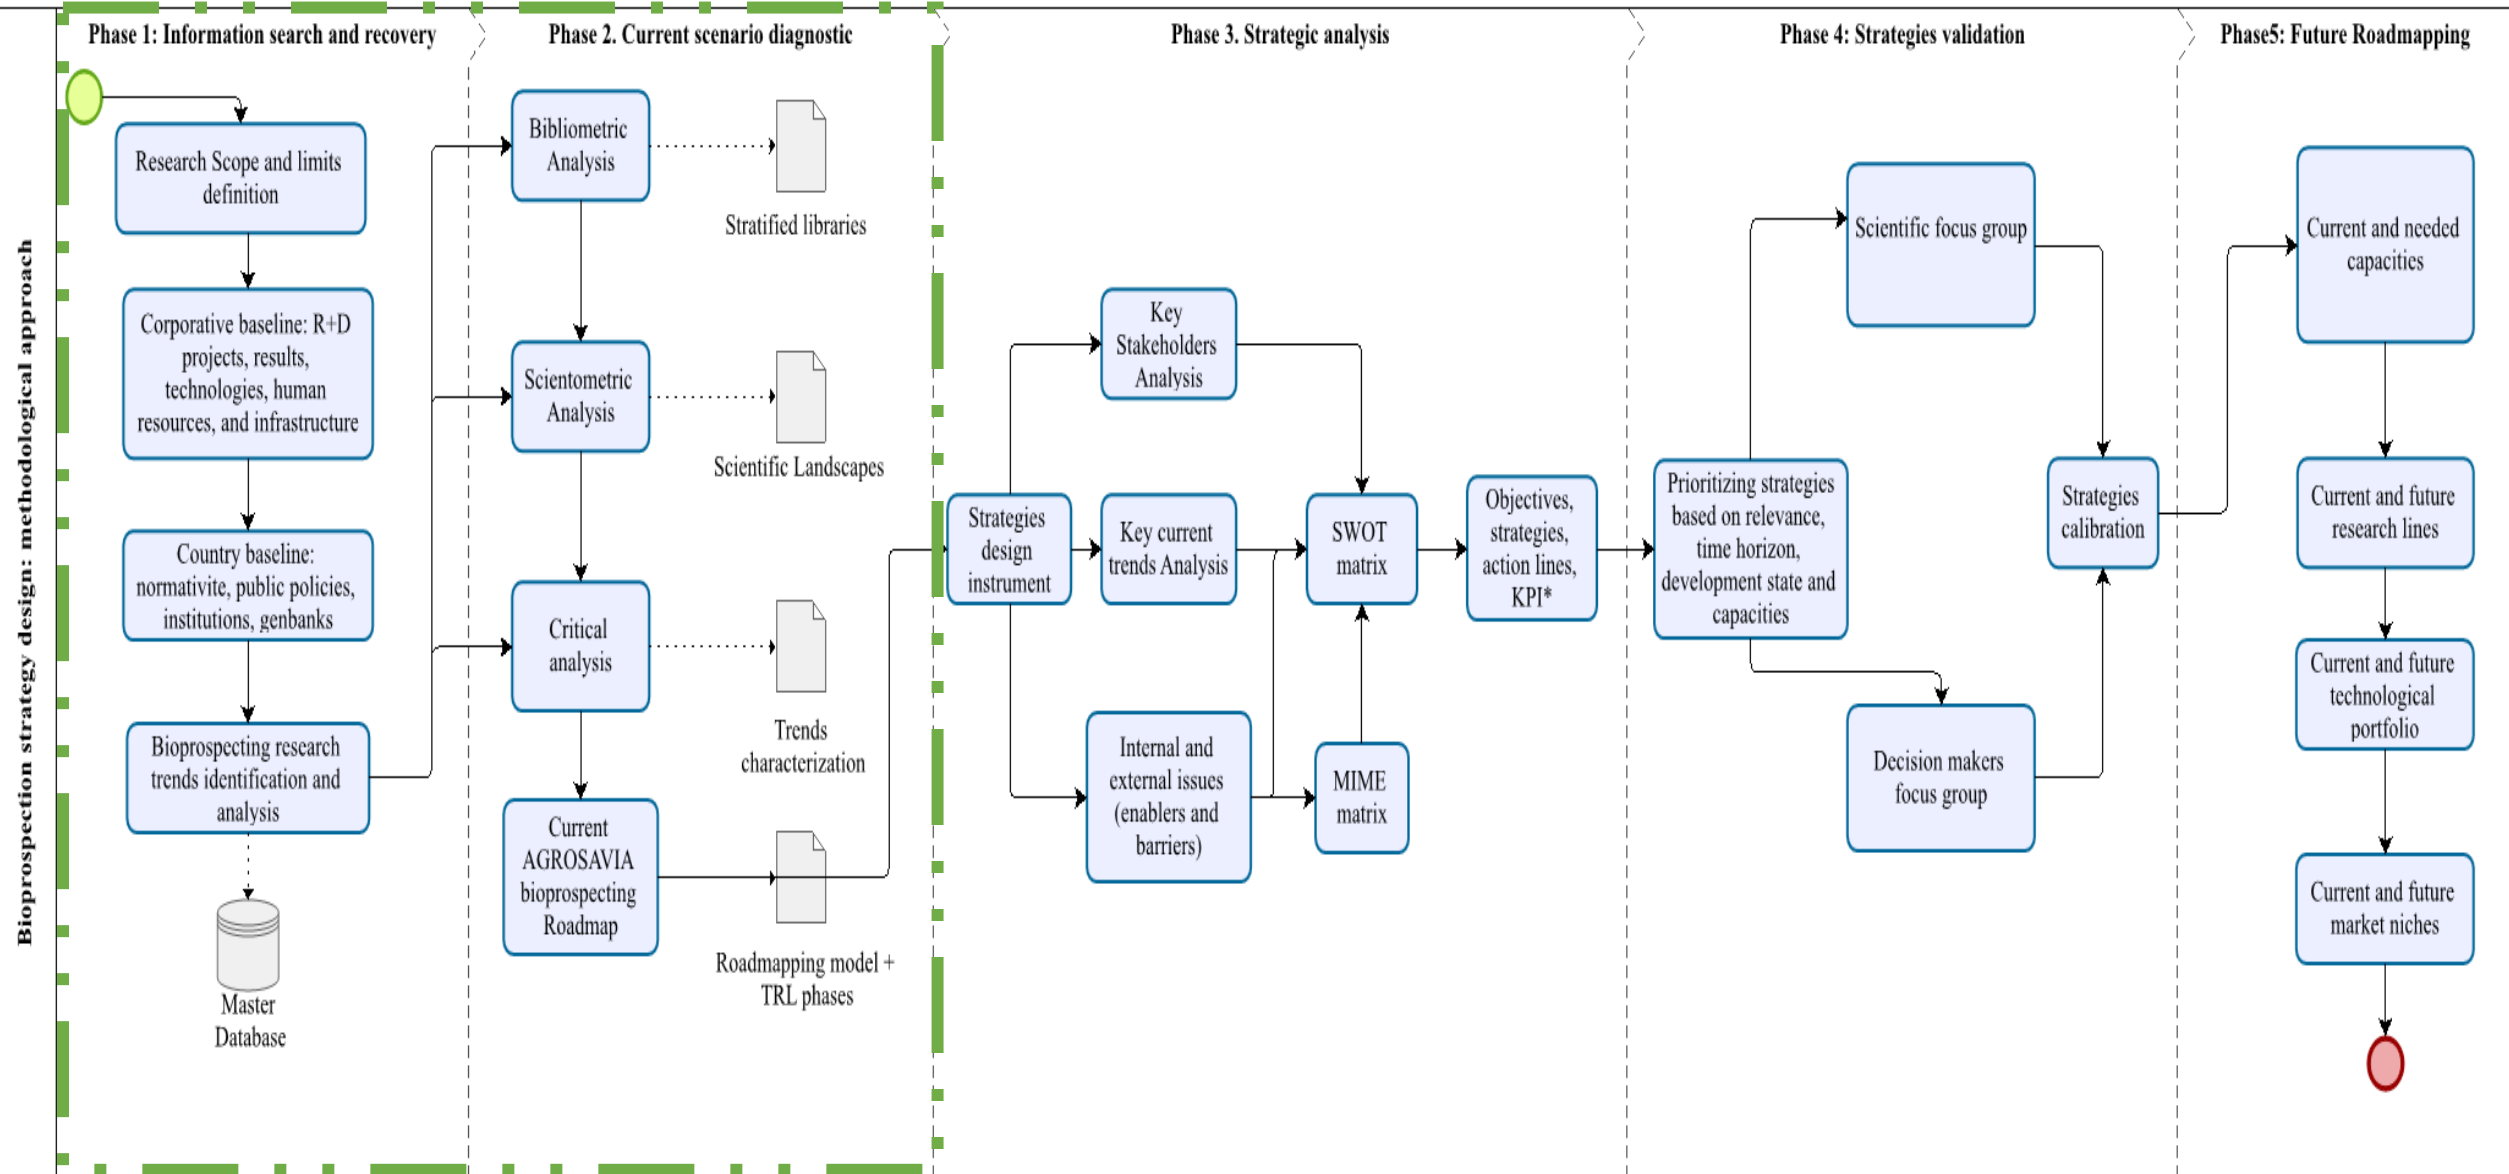 Bioprospection strategy design: methodological approach
Phase 1: Information search and recovery
Research Scope and limits
definition
Corporative baseline: R+D
projects, results,
technologies, human
resources, and infrastructure
Country baseline:
normativite, public policies,
institutions, genbanks
Bioprospecting research
trends identification and
analysis
Master
Database
Phase 2. Current scenario diagnostic
Bibliometric
Analysis
Stratified libraries
Scientometric
Analysis
Scientific Landscapes
Critical
analysis
Trends
characterization
Current
AGROSAVIA
bioprospecting
Roadmap
Roadmapping model +
TRL phases
Phase 3. Strategic analysis
Strategies
design
instrument
Key
Stakeholders
Analysis
Key current
trends Analysis
Internal and
external issues
(enablers and
barriers)
MIME
matrix
SWOT
matrix
Objectives,
strategies,
action lines,
KPI*
Phase 4: Strategies validation
Prioritizing strategies
based on relevance,
time horizon,
development state and
capacities
Scientific focus group
Decision makers
focus group
Strategies
calibration
Phase5: Future Roadmapping
Current and needed
capacities
Current and future
research lines
Current and future
technological
portfolio
Current and future
market niches